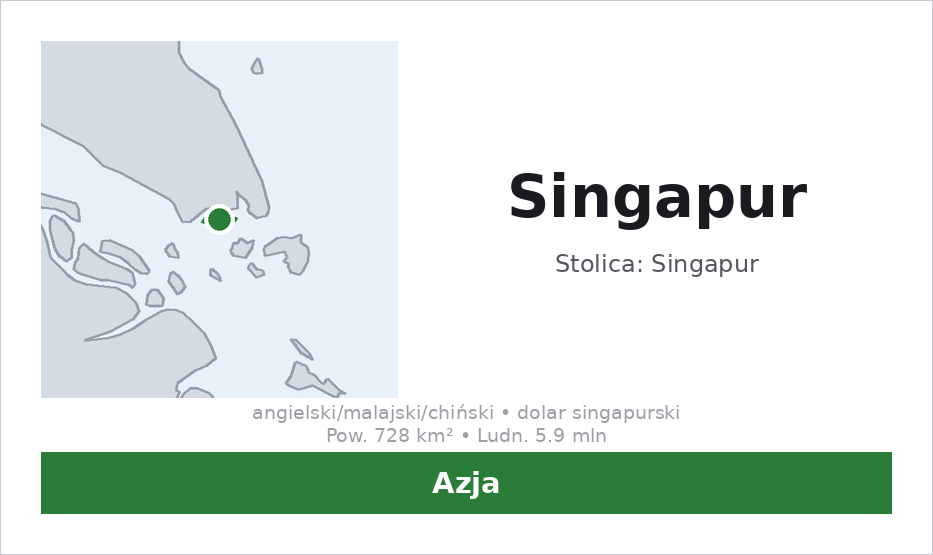 Singapur
Stolica: Singapur
angielski/malajski/chiński • dolar singapurski
Pow. 728 km² • Ludn. 5.9 mln
Azja